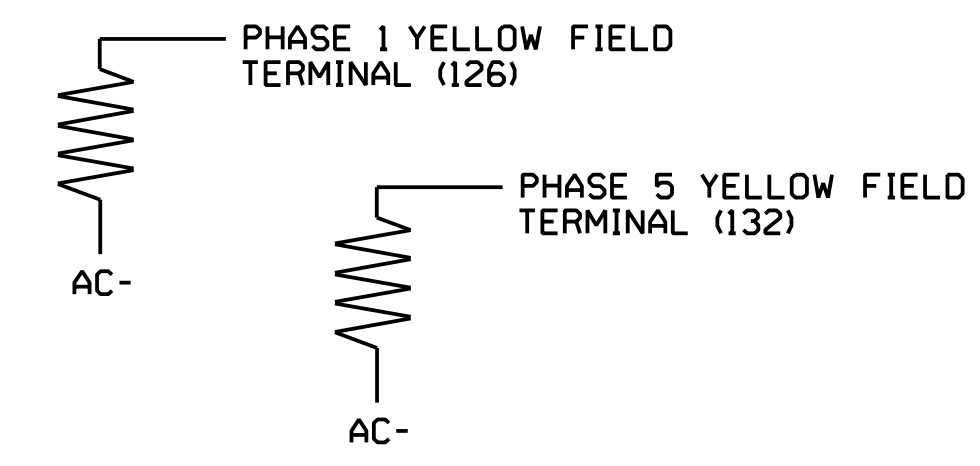 PHASE 1 YELLOW FIELD
TERMINAL (126)
AC-
PHASE 5 YELLOW FIELD
TERMINAL (132)
AC-